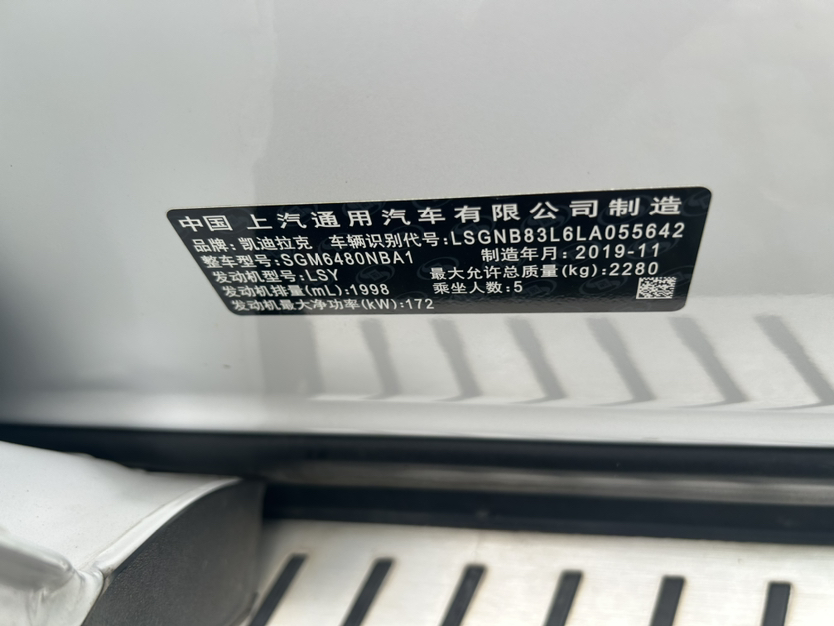 中国 上汽通用汽车有限公司制造
品牌:凯迪拉克 车辆识别代号:LSGNB83L6LA055642
整车型号:SGM6480NBA1 制造年月:2019-11
发动机型号:LSY 最大允许总质量(kg):2280
发动机排量(mL):1998 乘坐人数:5
发动机最大净功率(kW):172